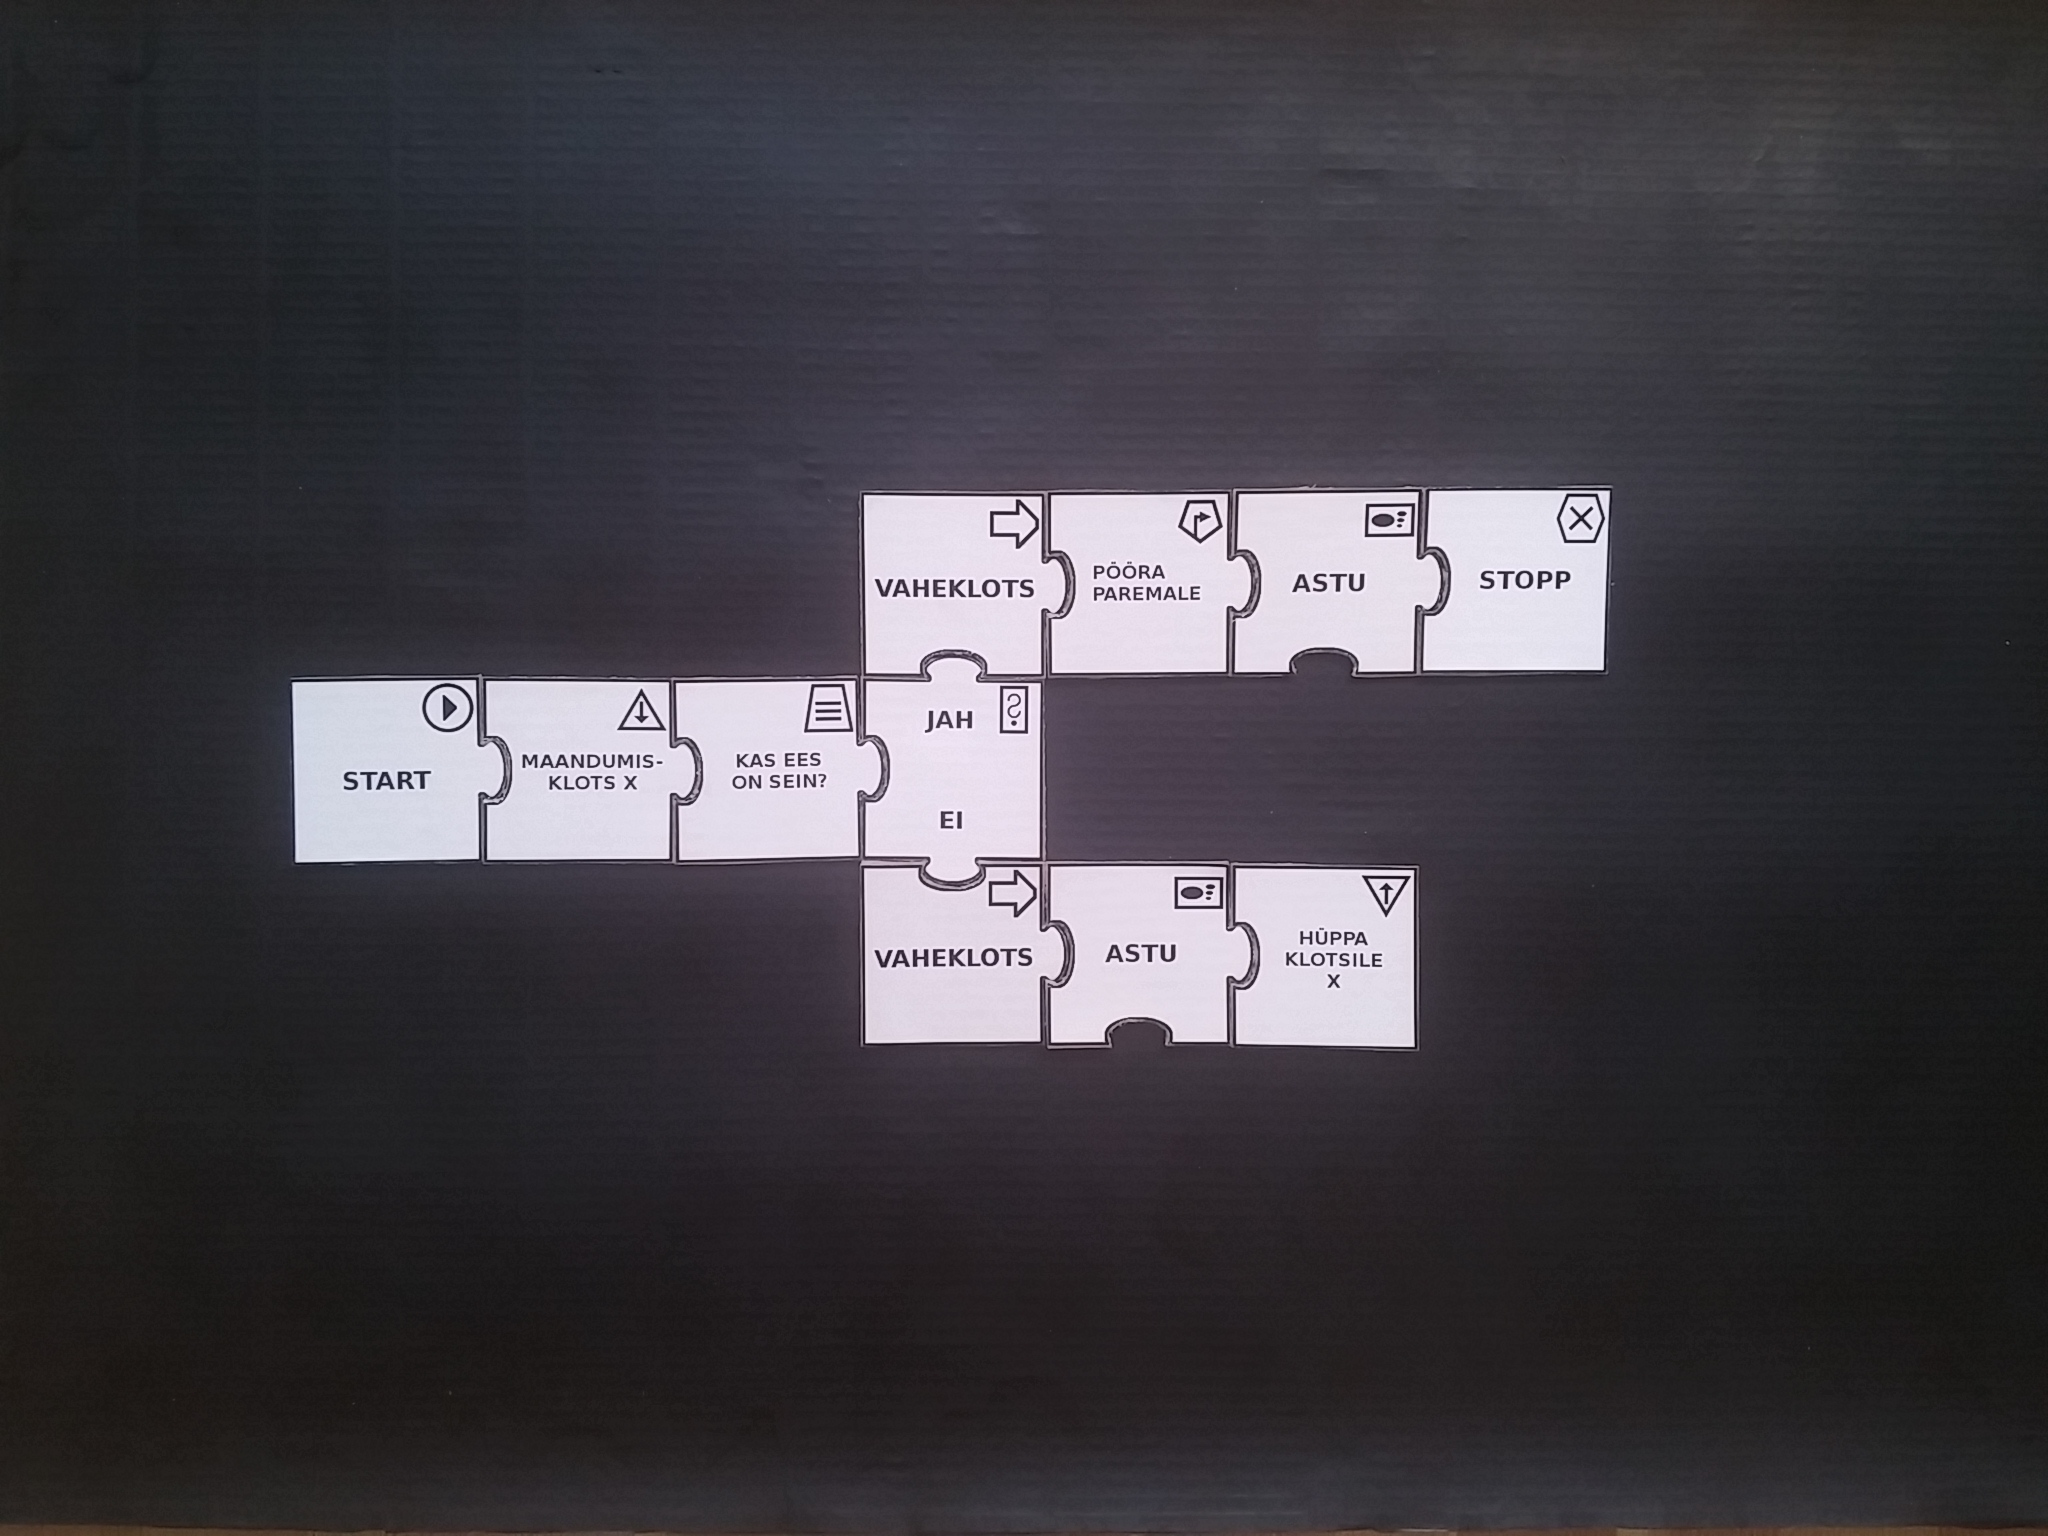 START
MAANDUMIS-
KLOTS X
KAS EES
ON SEIN?
JAH
EI
VAHEKLOTS
PÖÖRA
PAREMALE
ASTU
STOPP
VAHEKLOTS
ASTU
HÜPPA
KLOTSILE
X